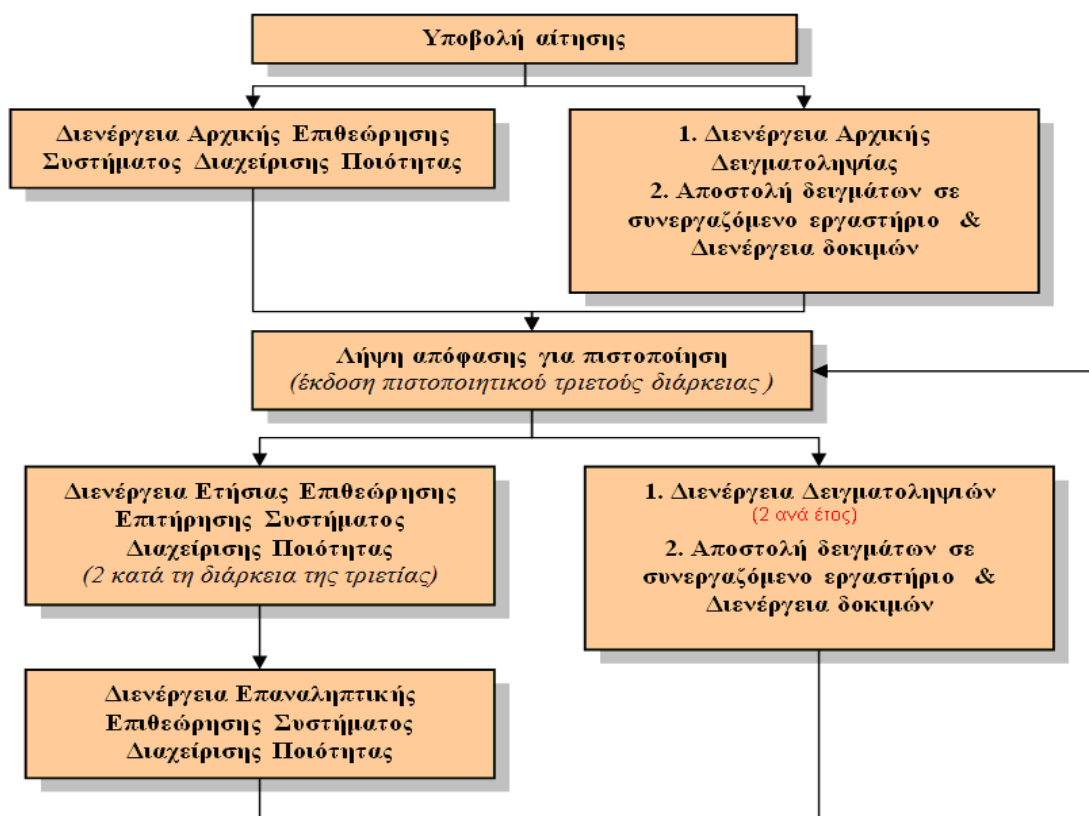 Υποβολή αίτησης
Διενέργεια Αρχικής Επιθεώρησης
Συστήματος Διαχείρισης Ποιότητας
1. Διενέργεια Αρχικής
Δειγματοληψίας
2. Αποστολή δειγμάτων σε
συνεργαζόμενο εργαστήριο &
Διενέργεια δοκιμών
Λήψη απόφασης για πιστοποίηση
(έκδοση πιστοποιητικού τριετούς διάρκειας )
Διενέργεια Ετήσιας Επιθεώρησης
Επιτήρησης Συστήματος
Διαχείρισης Ποιότητας
(2 κατά τη διάρκεια της τριετίας)
1. Διενέργεια Δειγματοληψιών
(2 ανά έτος)
2. Αποστολή δειγμάτων σε
συνεργαζόμενο εργαστήριο &
Διενέργεια δοκιμών
Διενέργεια Επαναληπτικής
Επιθεώρησης Συστήματος
Διαχείρισης Ποιότητας